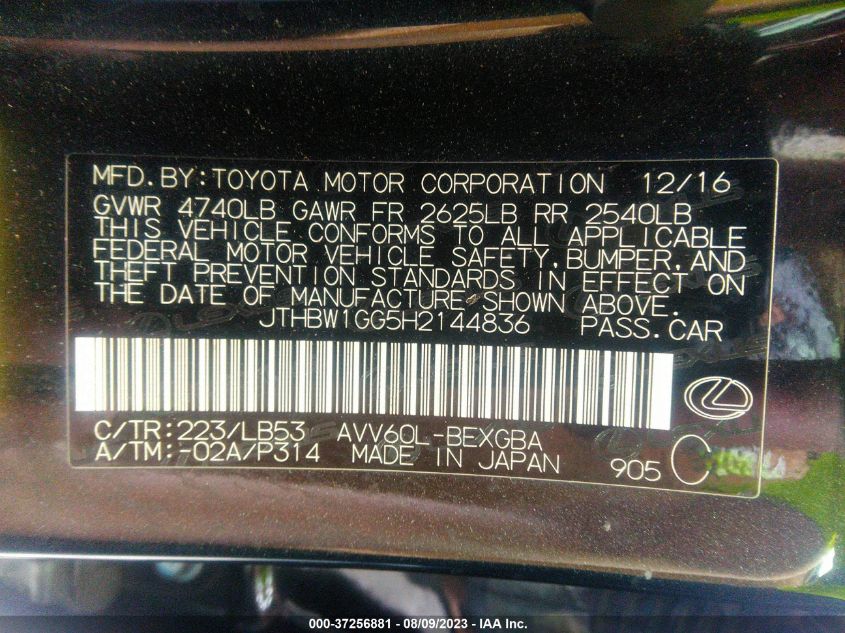 MFD.BY:TOYOTA MOTOR CORPORATION 12/16
GVWR 4740LB GAWR FR 2625LB RR 2540LB
THIS VEHICLE CONFORMS TO ALL APPLICABLE
FEDERAL MOTOR VEHICLE SAFETY,BUMPER,AND
THEFT PREVENTION STANDARDS IN EFFECT ON
THE DATE OF MANUFACTURE SHOWN ABOVE.
JTHBW1GG5H2144836 PASS.CAR
C/TR:223/LB53 AVV60L-BEXGBA
A/TM:-02A/P314 MADE IN JAPAN 905 C
000-37256881 - 08/09/2023 - IAA Inc.